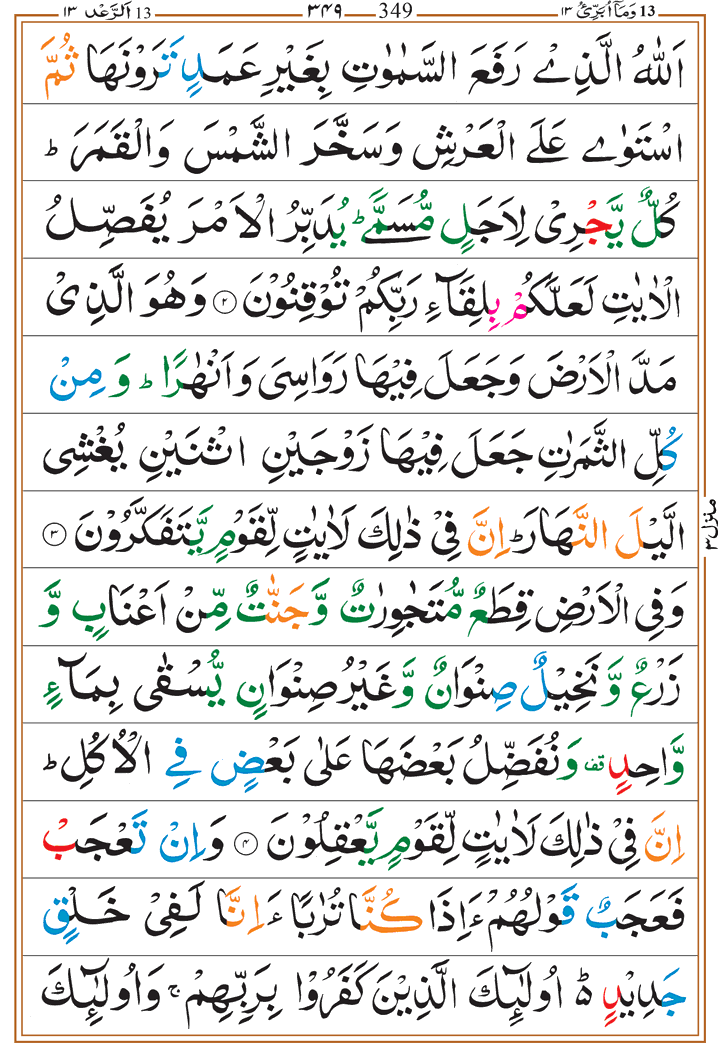 13 اَلرَّعْد ١٣ ٣٤٩ 349 وَمَآ اُبَرِّئُ ١٣ 13
اَللّٰهُ الَّذِىْ رَفَعَ السَّمٰوٰتِ بِغَيْرِ عَمَدٍ تَرَوْنَهَا ثُمَّ
اسْتَوٰى عَلَى الْعَرْشِ وَسَخَّرَ الشَّمْسَ وَالْقَمَرَ ؕ
كُلٌّ يَّجْرِىْ لِاَجَلٍ مُّسَمًّى ؕ يُدَبِّرُ الْاَمْرَ يُفَصِّلُ
الْاٰيٰتِ لَعَلَّكُمْ بِلِقَآءِ رَبِّكُمْ تُوْقِنُوْنَ ٢ وَهُوَ الَّذِىْ
مَدَّ الْاَرْضَ وَجَعَلَ فِيْهَا رَوَاسِىَ وَاَنْهٰرًا ؕ وَمِنْ
كُلِّ الثَّمَرٰتِ جَعَلَ فِيْهَا زَوْجَيْنِ اثْنَيْنِ يُغْشِى
الَّيْلَ النَّهَارَ ؕ اِنَّ فِىْ ذٰلِكَ لَاٰيٰتٍ لِّقَوْمٍ يَّتَفَكَّرُوْنَ ٣
وَفِى الْاَرْضِ قِطَعٌ مُّتَجٰوِرٰتٌ وَّجَنّٰتٌ مِّنْ اَعْنَابٍ وَّ
زَرْعٌ وَّنَخِيْلٌ صِنْوَانٌ وَّغَيْرُ صِنْوَانٍ يُّسْقٰى بِمَآءٍ
وَّاحِدٍ قف وَنُفَضِّلُ بَعْضَهَا عَلٰى بَعْضٍ فِى الْاُكُلِ ؕ
اِنَّ فِىْ ذٰلِكَ لَاٰيٰتٍ لِّقَوْمٍ يَّعْقِلُوْنَ ٤ وَاِنْ تَعْجَبْ
فَعَجَبٌ قَوْلُهُمْ ءَاِذَا كُنَّا تُرٰبًا ءَاِنَّا لَفِىْ خَلْقٍ
جَدِيْدٍ ؕ۬ اُولٰٓئِكَ الَّذِيْنَ كَفَرُوْا بِرَبِّهِمْ ۚ وَاُولٰٓئِكَ
منزل ٣